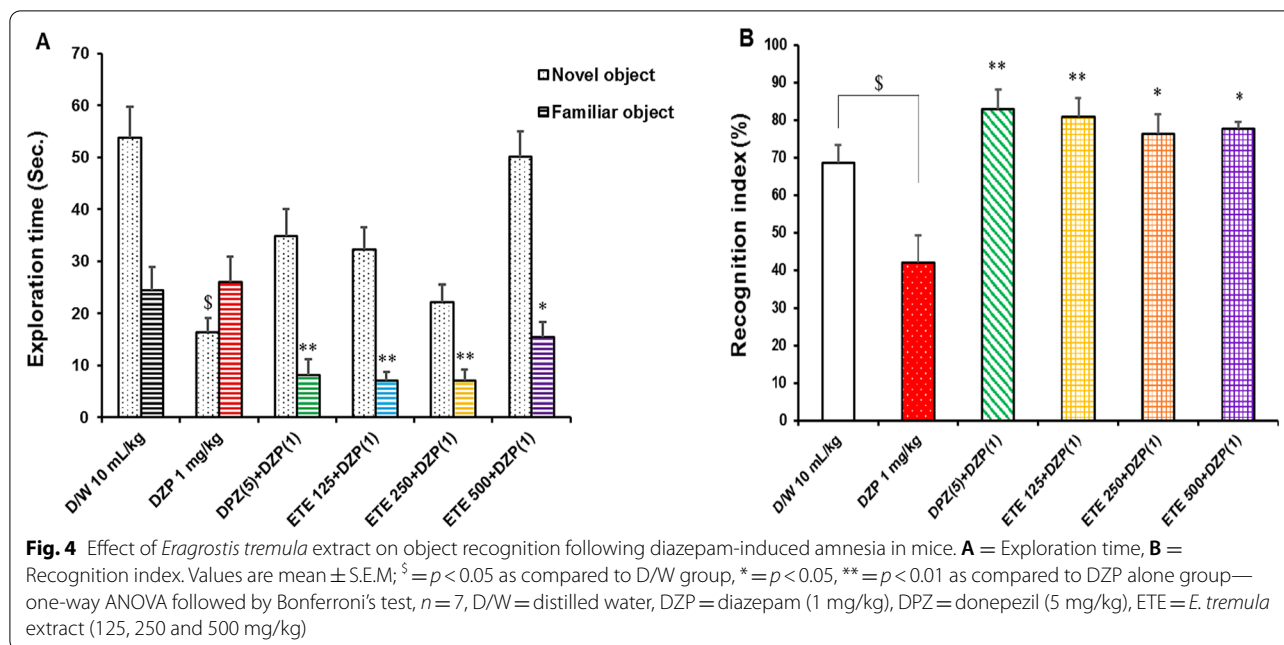 A
Exploration time (Sec.)
70
60
50
40
30
20
10
0
Novel object
Familiar object
$
**
**
**
*
D/W 10 mL/kg
DZP 1 mg/kg
DPZ(5)+DZP(1)
ETE 125+DZP(1)
ETE 250+DZP(1)
ETE 500+DZP(1)
B
Recognition index (%)
100
90
80
70
60
50
40
30
20
10
0
$
**
**
*
*
D/W 10 mL/kg
DZP 1 mg/kg
DPZ(5)+DZP(1)
ETE 125+DZP(1)
ETE 250+DZP(1)
ETE 500+DZP(1)
Fig. 4 Effect of Eragrostis tremula extract on object recognition following diazepam-induced amnesia in mice. A = Exploration time, B =
Recognition index. Values are mean ± S.E.M; $ = p < 0.05 as compared to D/W group, * = p < 0.05, ** = p < 0.01 as compared to DZP alone group—
one-way ANOVA followed by Bonferroni's test, n = 7, D/W = distilled water, DZP = diazepam (1 mg/kg), DPZ = donepezil (5 mg/kg), ETE = E. tremula
extract (125, 250 and 500 mg/kg)